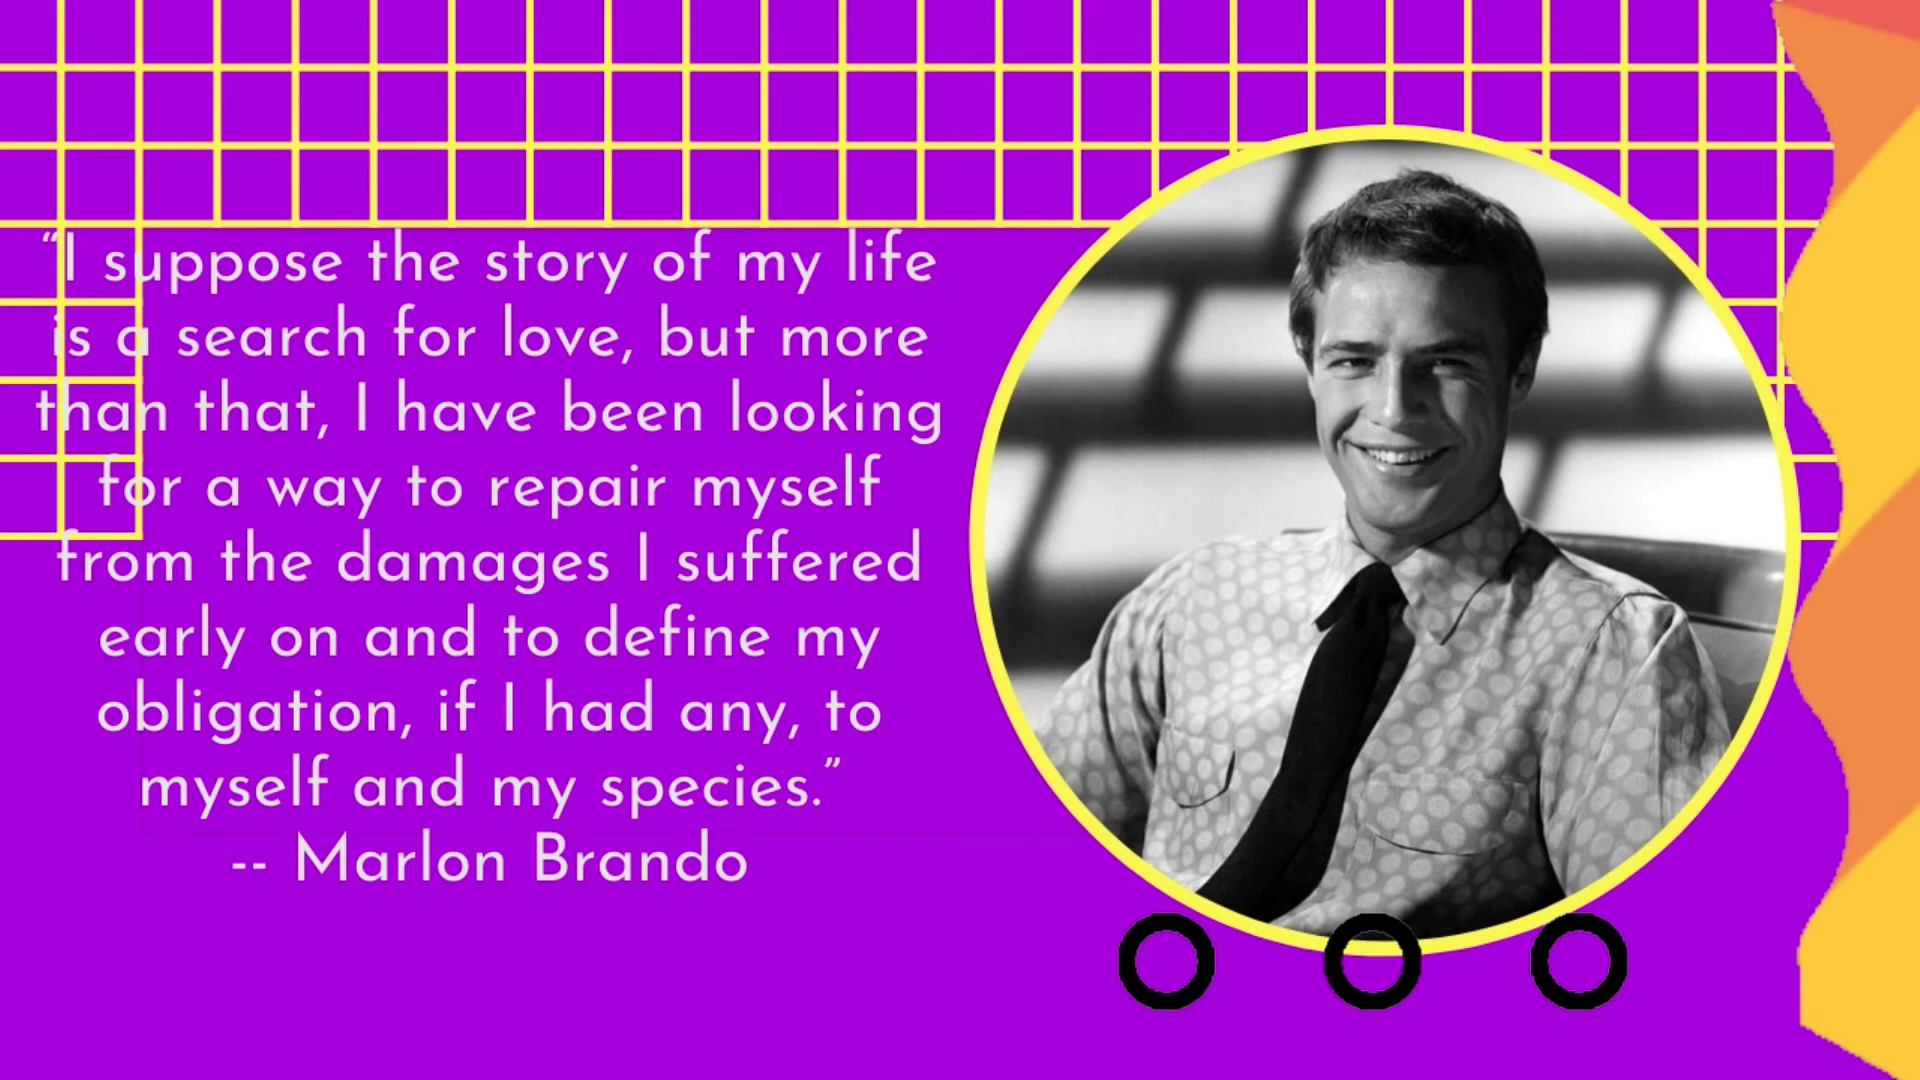 “I suppose the story of my life
is a search for love, but more
than that, I have been looking
for a way to repair myself
from the damages I suffered
early on and to define my
obligation, if I had any, to
myself and my species.”
-- Marlon Brando